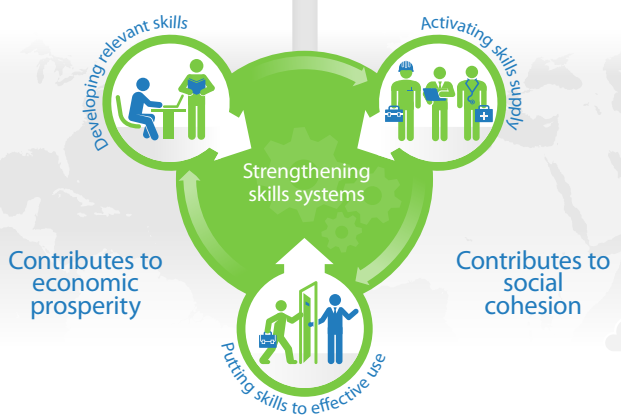 Developing relevant skills
Activating skills supply
Strengthening
skills systems
Contributes to
economic
prosperity
Contributes to
social
cohesion
Putting skills to effective use